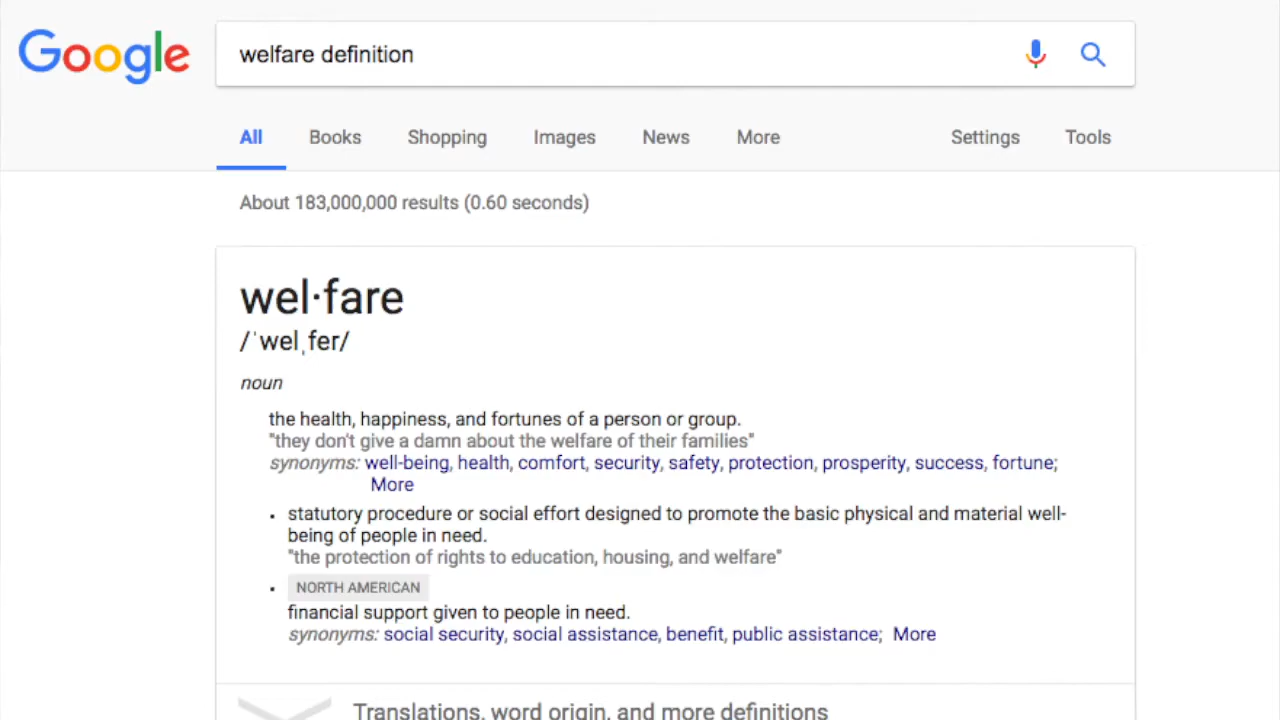 Google
welfare definition
All Books Shopping Images News More Settings Tools
About 183,000,000 results (0.60 seconds)
wel·fare
/ˈwelˌfer/
noun
the health, happiness, and fortunes of a person or group.
"they don't give a damn about the welfare of their families"
synonyms: well-being, health, comfort, security, safety, protection, prosperity, success, fortune;
More
• statutory procedure or social effort designed to promote the basic physical and material well-
being of people in need.
"the protection of rights to education, housing, and welfare"
• NORTH AMERICAN
financial support given to people in need.
synonyms: social security, social assistance, benefit, public assistance; More
Translations, word origin, and more definitions